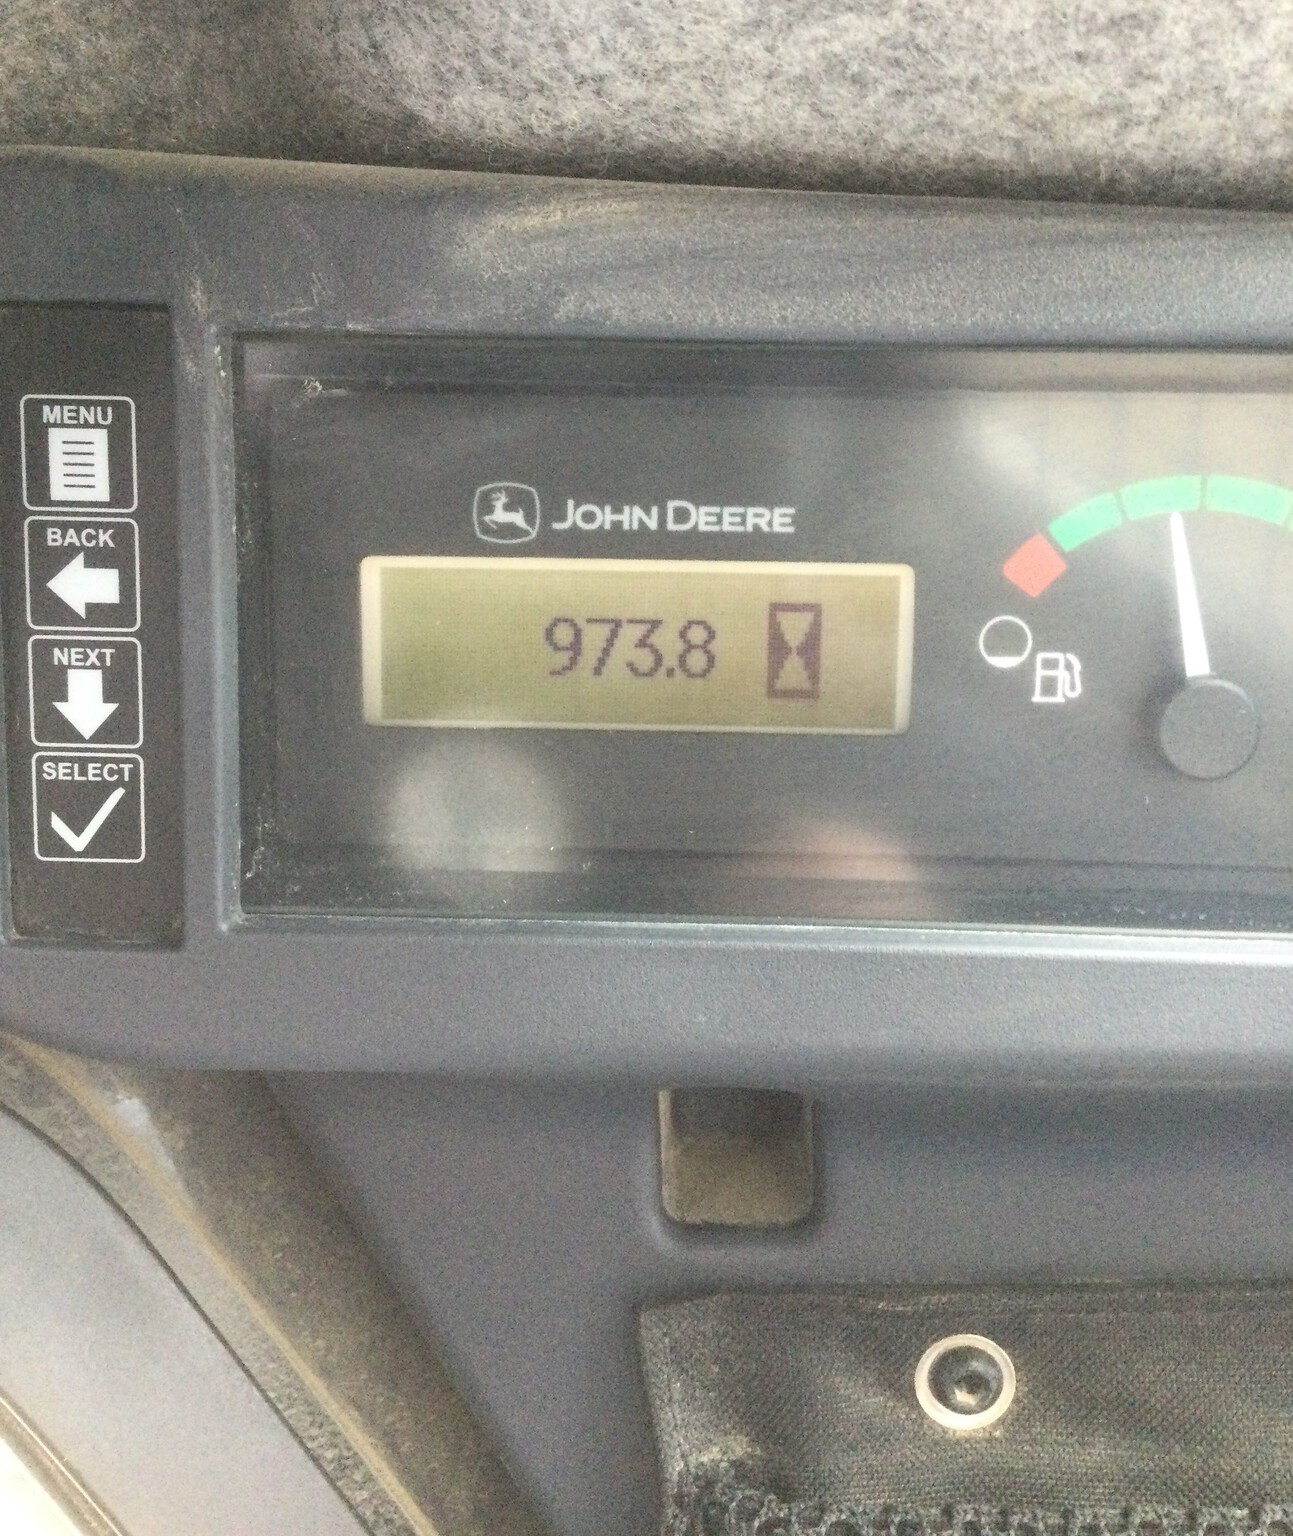 MENU
BACK
NEXT
SELECT
JOHN DEERE
973.8